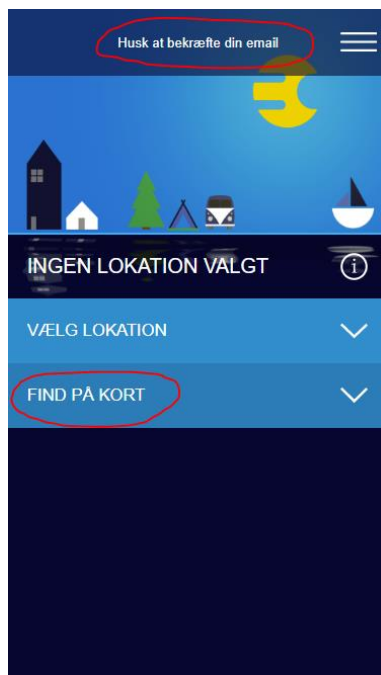 Husk at bekræfte din email
INGEN LOKATION VALGT
VÆLG LOKATION
FIND PÅ KORT